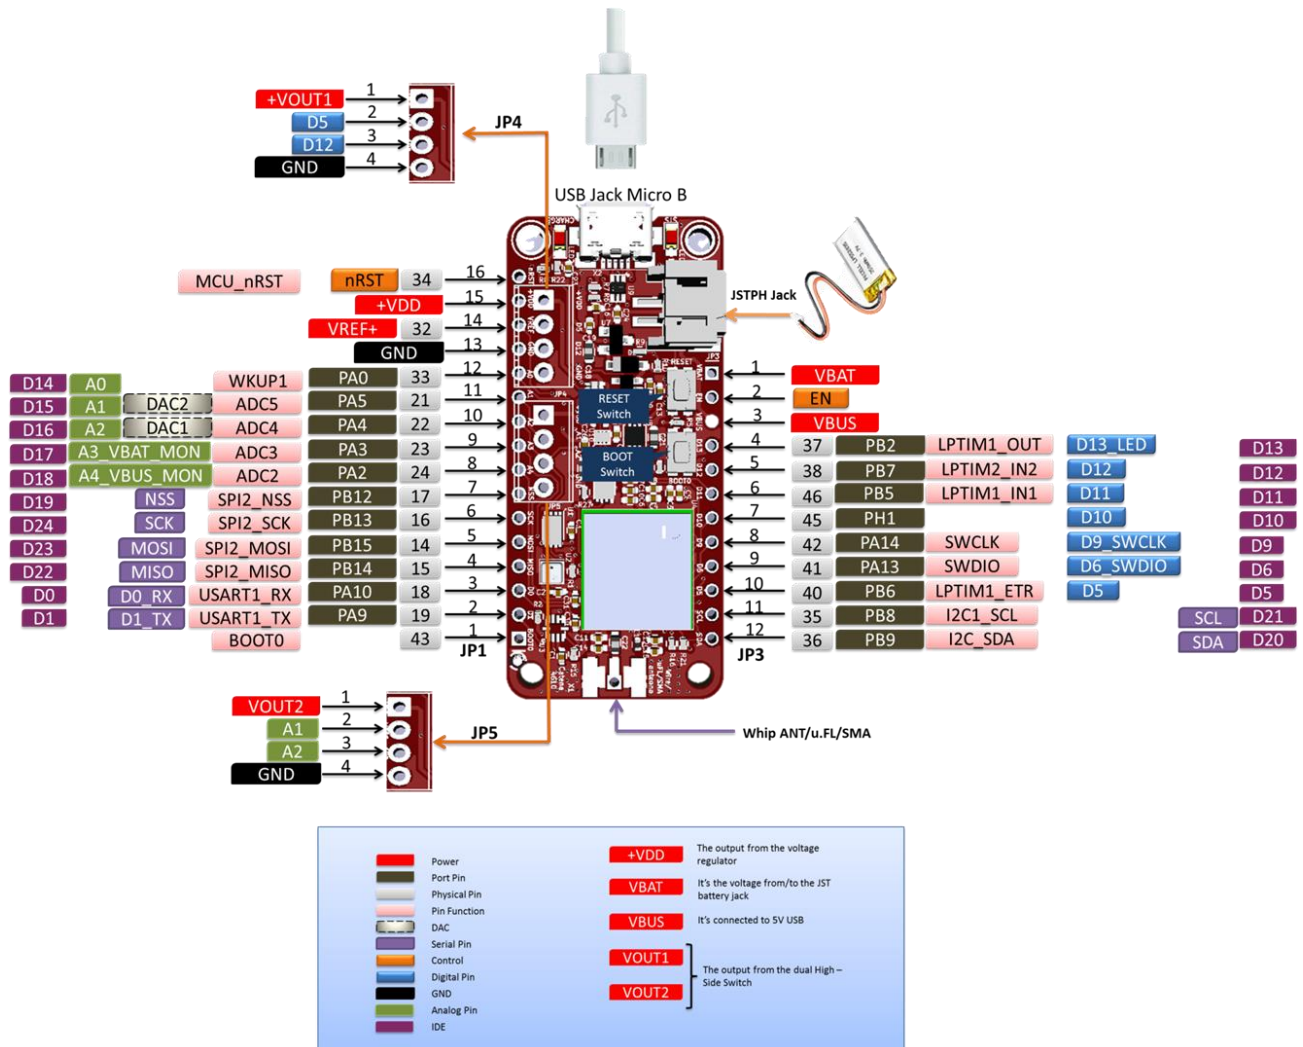 USB Jack Micro B
+VOUT1 1
D5 2
D12 3
GND 4
JP4
JSTPH Jack
MCU_nRST nRST 34 16
+VDD 15
VREF+ 32 14
GND 13
D14 A0 WKUP1 PA0 33 12
D15 A1 DAC2 ADC5 PA5 21 11
D16 A2 DAC1 ADC4 PA4 22 10
D17 A3_VBAT_MON ADC3 PA3 23 9
D18 A4_VBUS_MON ADC2 PA2 24 8
D19 NSS SPI2_NSS PB12 17 7
D24 SCK SPI2_SCK PB13 16 6
D23 MOSI SPI2_MOSI PB15 14 5
D22 MISO SPI2_MISO PB14 15 4
D0 D0_RX USART1_RX PA10 18 3
D1 D1_TX USART1_TX PA9 19 2
BOOT0 43 1
JP1
RESET
Switch
BOOT
Switch
1 VBAT
2 EN
3 VBUS
4 37 PB2 LPTIM1_OUT D13_LED D13
5 38 PB7 LPTIM2_IN2 D12 D12
6 46 PB5 LPTIM1_IN1 D11 D11
7 45 PH1 D10 D10
8 42 PA14 SWCLK D9_SWCLK D9
9 41 PA13 SWDIO D6_SWDIO D6
10 40 PB6 LPTIM1_ETR D5 D5
11 35 PB8 I2C1_SCL SCL D21
12 36 PB9 I2C_SDA SDA D20
JP3
VOUT2 1
A1 2
A2 3
GND 4
JP5
Whip ANT/u.FL/SMA
Power
Port Pin
Physical Pin
Pin Function
DAC
Serial Pin
Control
Digital Pin
GND
Analog Pin
IDE
+VDD The output from the voltage
regulator
VBAT It's the voltage from/to the JST
battery jack
VBUS It's connected to 5V USB
VOUT1
VOUT2
The output from the dual High –
Side Switch